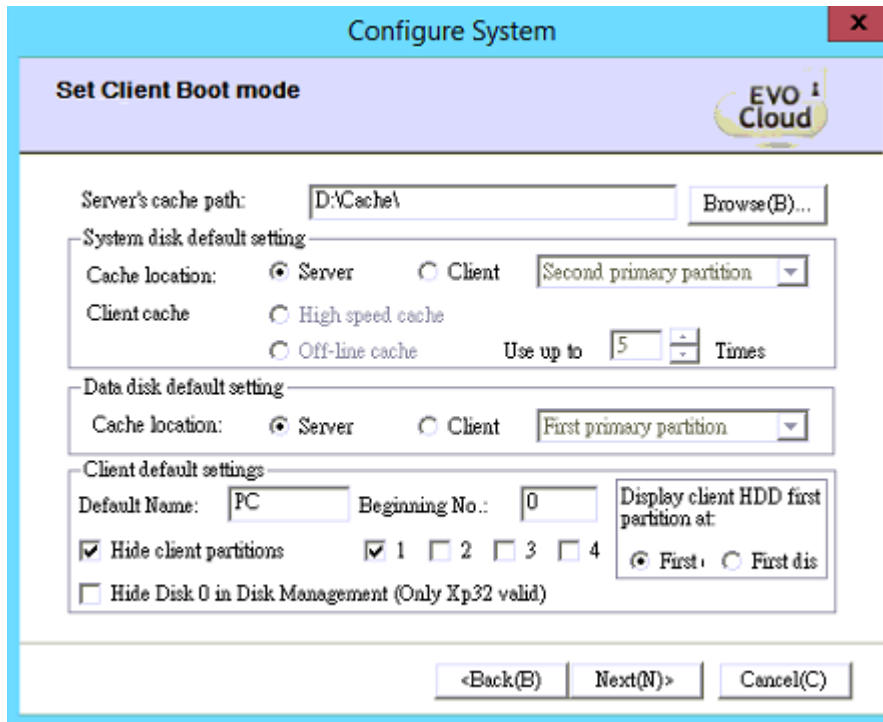 Configure System
x
Set Client Boot mode
EVO
Cloud
Server's cache path: D:\Cache\ Browse(B)...
System disk default setting
Cache location: Server Client Second primary partition
Client cache High speed cache
Off-line cache Use up to 5 Times
Data disk default setting
Cache location: Server Client First primary partition
Client default settings
Default Name: PC Beginning No.: 0 Display client HDD first
partition at:
Hide client partitions 1 2 3 4 First First dis
Hide Disk 0 in Disk Management (Only Xp32 valid)
<Back(B) Next(N)> Cancel(C)